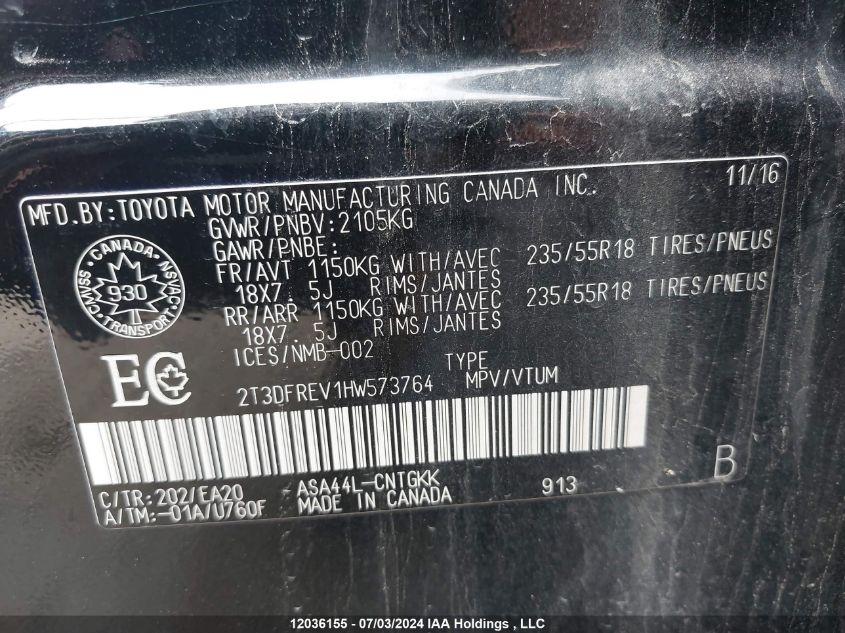 MFD.BY:TOYOTA MOTOR MANUFACTURING CANADA INC. 11/16
GVWR/PNBV:2105KG
GAWR/PNBE:
FR/AVT 1150KG WITH/AVEC 235/55R18 TIRES/PNEUS
18X7.5J RIMS/JANTES
RR/ARR 1150KG WITH/AVEC 235/55R18 TIRES/PNEUS
18X7.5J RIMS/JANTES
ICES/NMB-002 TYPE
2T3DFREV1HW573764 MPV/VTUM
CANADA
CMVSS NSVAC
930
TRANSPORT
EC
C/TR:202/EA20 ASA44L-CNTGKK 913 B
A/TM:-01A/U760F MADE IN CANADA
12036155 - 07/03/2024 IAA Holdings , LLC